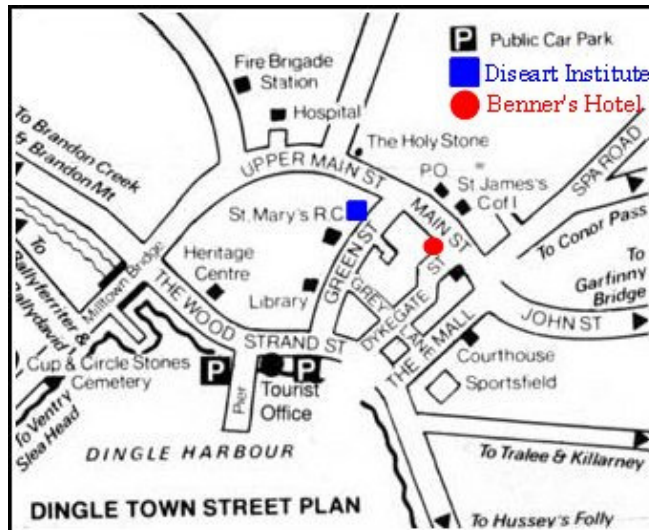 P Public Car Park
Diseart Institute
Benner's Hotel
Fire Brigade
Station
Hospital
The Holy Stone
To Brandon Creek
& Brandon Mt
UPPER MAIN ST
PO
St. James's
C of I
SPA ROAD
St. Mary's R.C
MAIN ST
To Conor Pass
To
Ballyferriter &
Ballydavid
Milltown Bridge
Heritage
Centre
GREEN ST
To
Garfinny
Bridge
Library
THE WOOD
GREY
LANE
DYKEGATE
ST
THE MALL
JOHN ST
STRAND ST
Cup & Circle Stones
Cemetery
P
P
Courthouse
Sportsfield
Tourist
Office
Pier
To Ventry
Slea Head
DINGLE HARBOUR
To Tralee & Killarney
DINGLE TOWN STREET PLAN
To Hussey's Folly